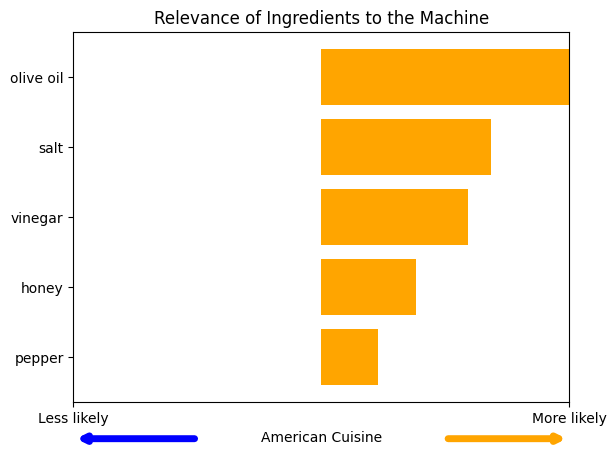 Relevance of Ingredients to the Machine
olive oil
salt
vinegar
honey
pepper
Less likely
More likely
American Cuisine